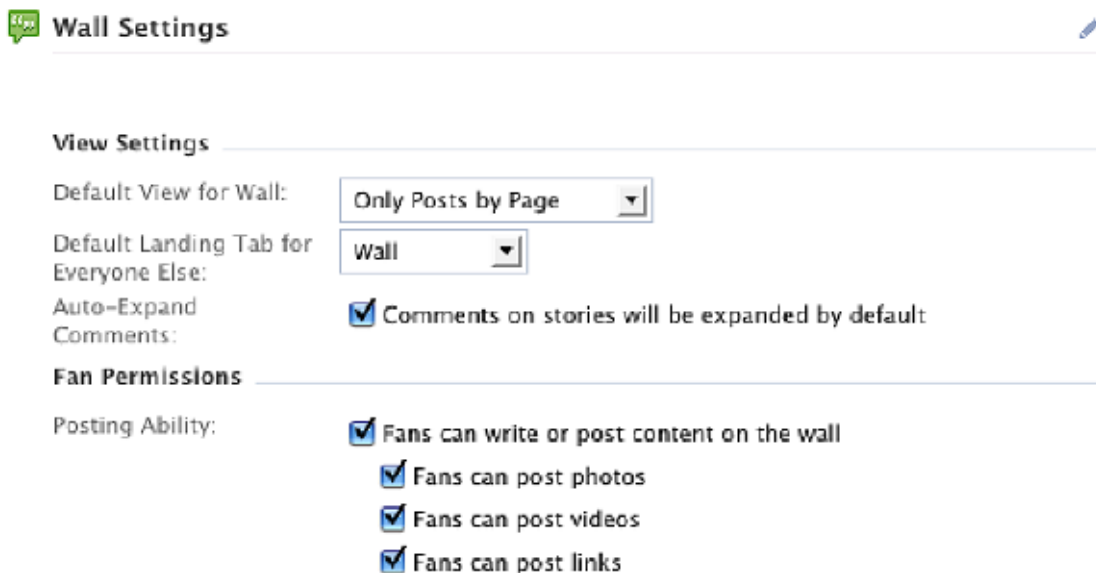 Wall Settings
View Settings
Default View for Wall:
Only Posts by Page
Default Landing Tab for
Everyone Else:
Wall
Auto-Expand
Comments:
Comments on stories will be expanded by default
Fan Permissions
Posting Ability:
Fans can write or post content on the wall
Fans can post photos
Fans can post videos
Fans can post links